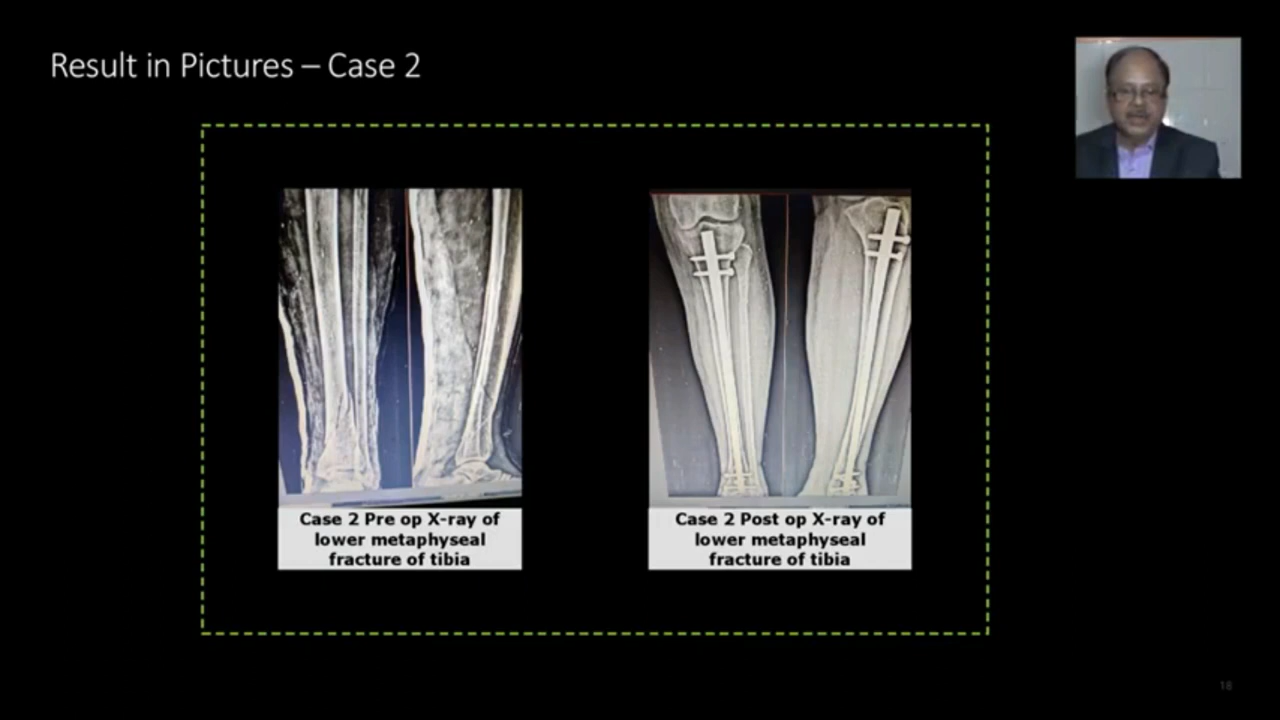 Result in Pictures – Case 2
Case 2 Pre op X-ray of
lower metaphyseal
fracture of tibia
Case 2 Post op X-ray of
lower metaphyseal
fracture of tibia
18